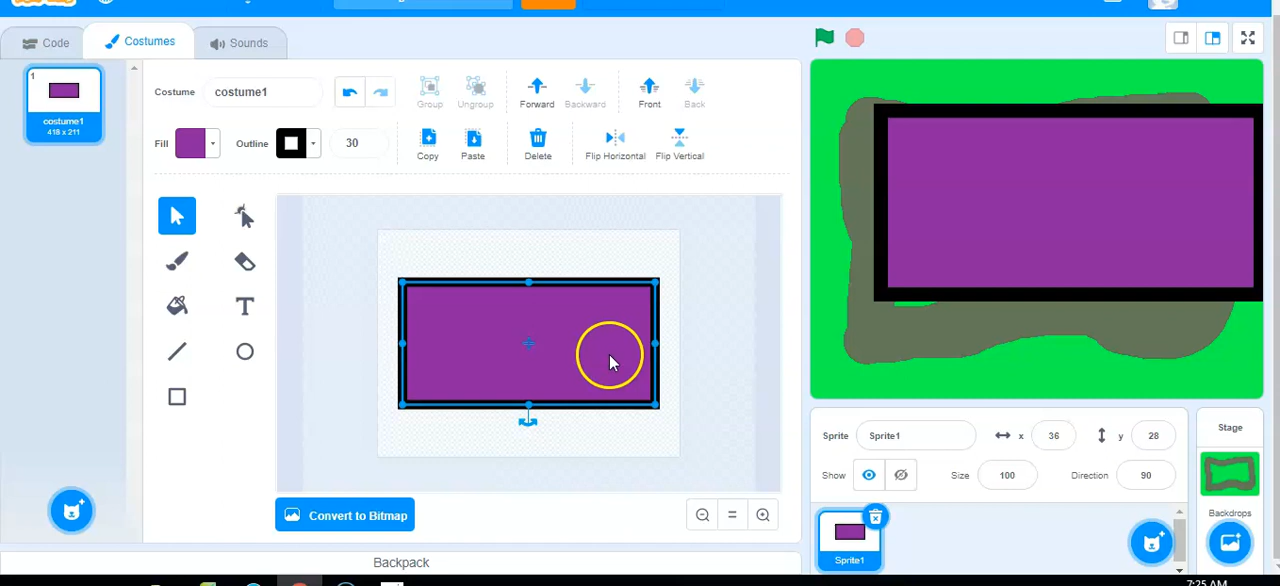 Code
Costumes
Sounds
1
costume1
418 x 211
Costume
costume1
Group
Ungroup
Forward
Backward
Front
Back
Fill
Outline
30
Copy
Paste
Delete
Flip Horizontal
Flip Vertical
T
Convert to Bitmap
Backpack
Sprite
Sprite1
x
36
y
28
Show
Size
100
Direction
90
Stage
Backdrops
Sprite1
7:25 AM